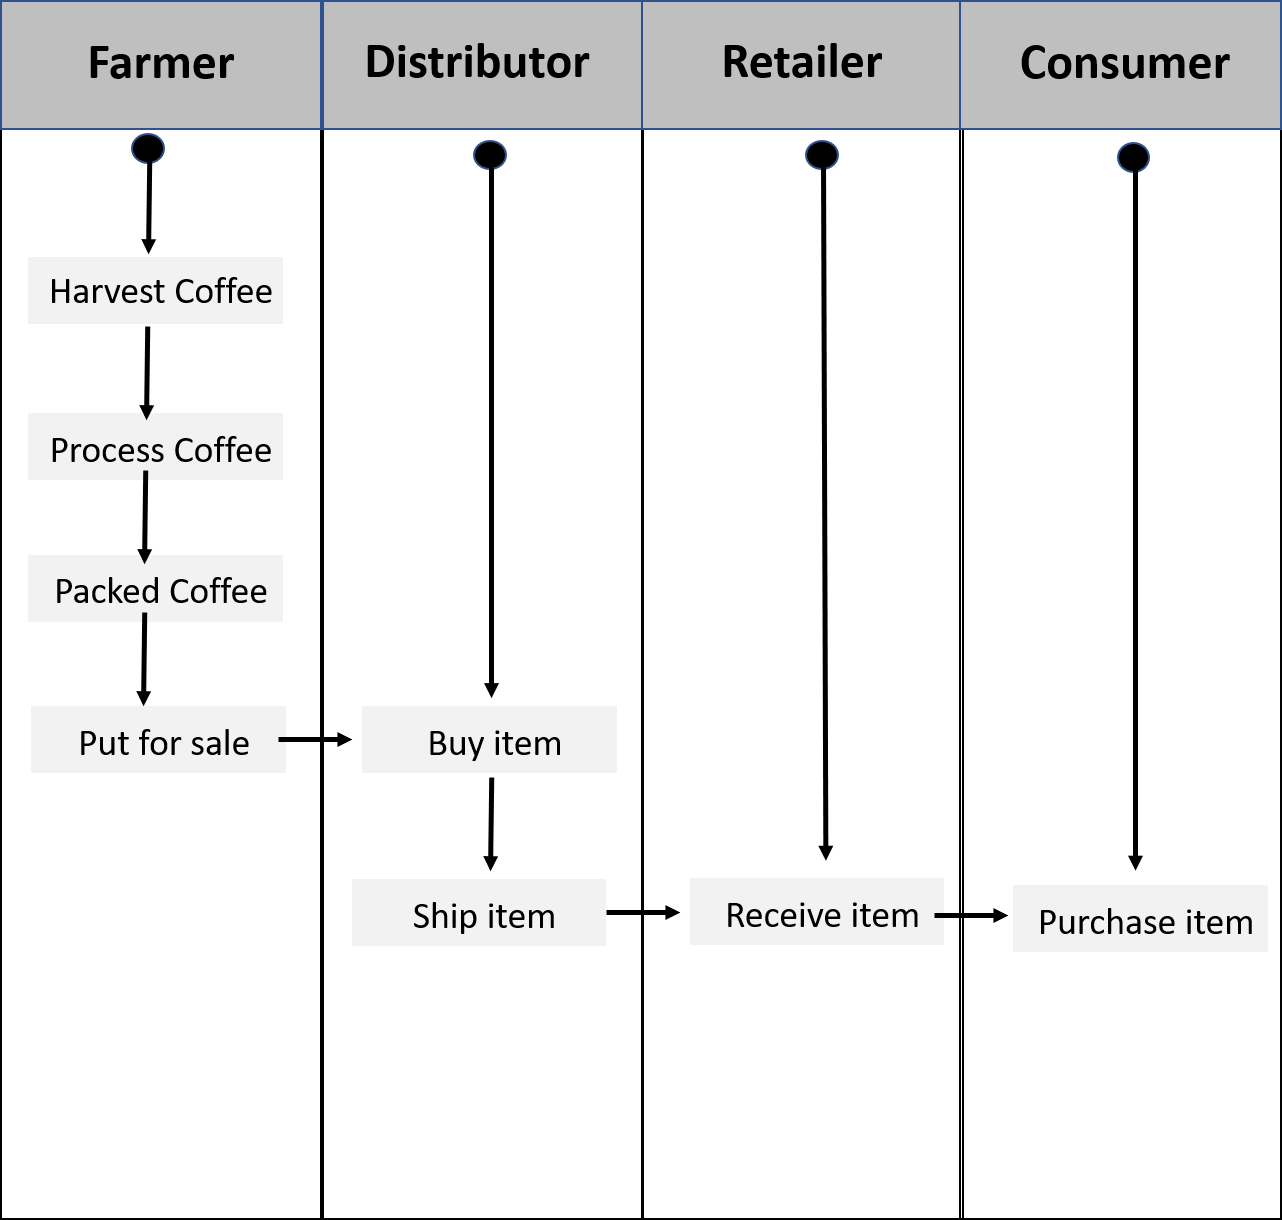 Farmer
Distributor
Retailer
Consumer
Harvest Coffee
Process Coffee
Packed Coffee
Put for sale
Buy item
Ship item
Receive item
Purchase item